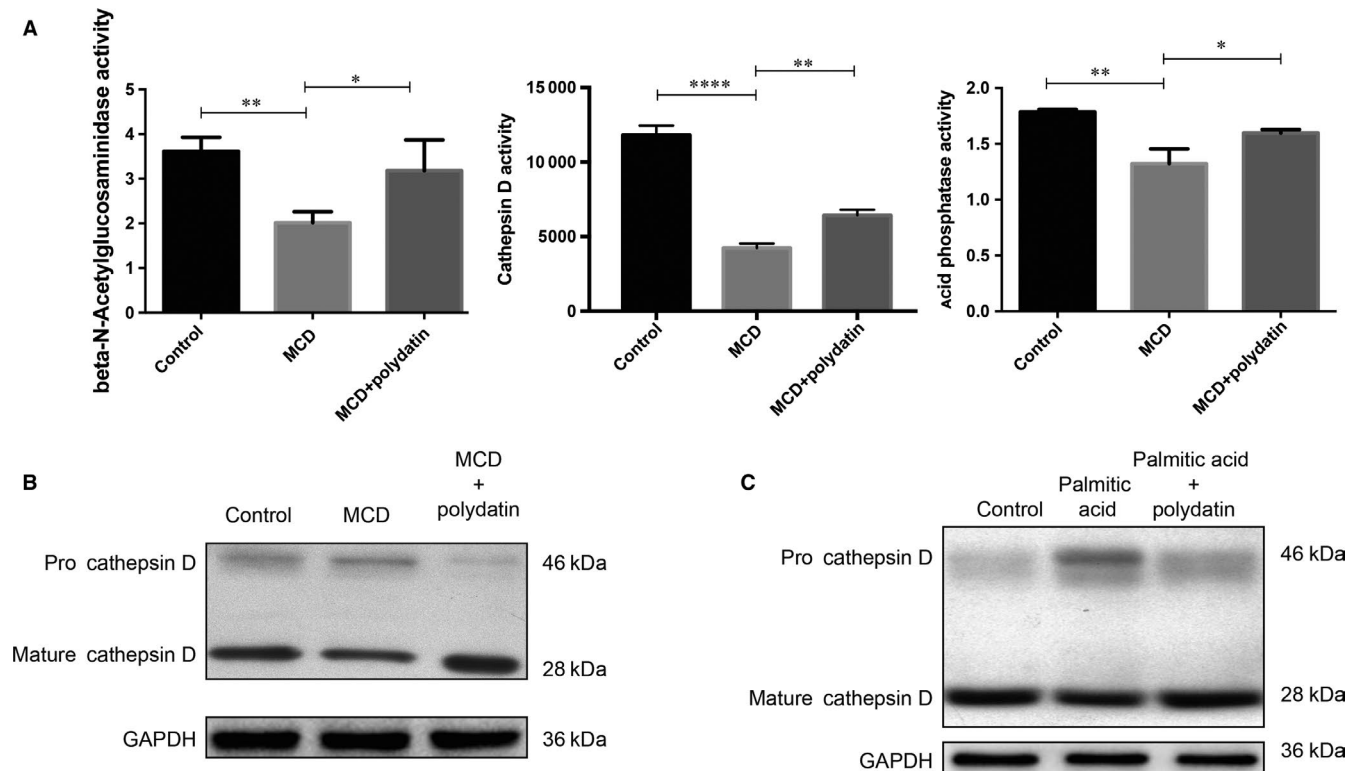 A
beta-N-Acetylglucosaminidase activity
5
4
3
2
1
0
**
*
Control
MCD
MCD+polydatin
Cathepsin D activity
15 000
10 000
5000
0
****
**
Control
MCD
MCD+polydatin
Acid phosphatase activity
2.0
1.5
1.0
0.5
0.0
**
*
Control
MCD
MCD+polydatin
B
Control
MCD
MCD
+
polydatin
Pro cathepsin D
46 kDa
Mature cathepsin D
28 kDa
GAPDH
36 kDa
C
Control
Palmitic
acid
Palmitic acid
+
polydatin
Pro cathepsin D
46 kDa
Mature cathepsin D
28 kDa
GAPDH
36 kDa